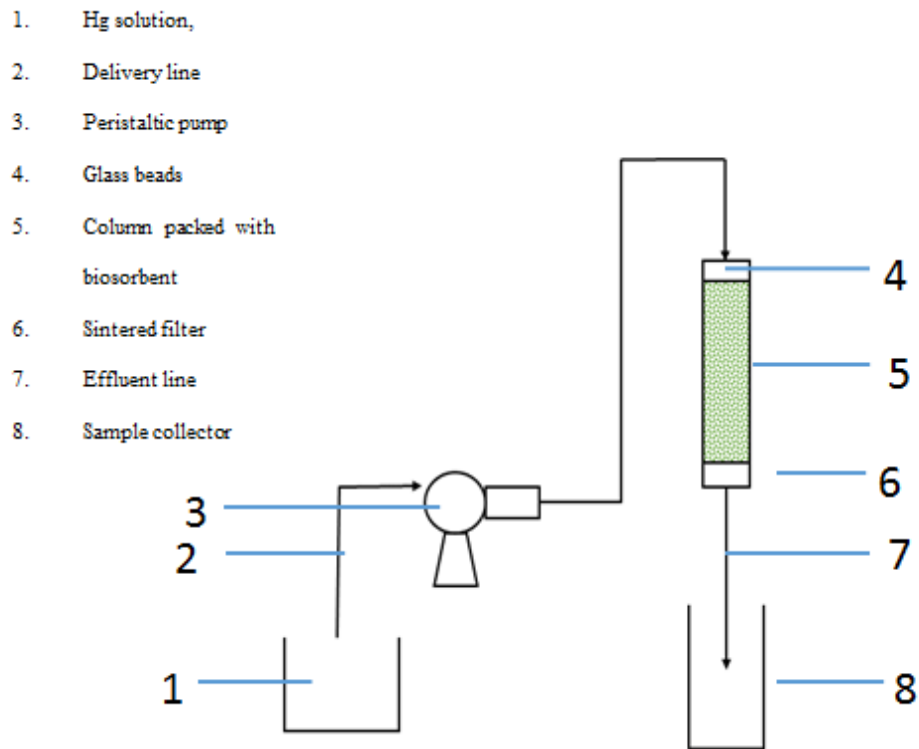 1. Hg solution,
2. Delivery line
3. Peristaltic pump
4. Glass beads
5. Column packed with
biosorbent
6. Sintered filter
7. Effluent line
8. Sample collector
4
5
3
6
2
7
1
8